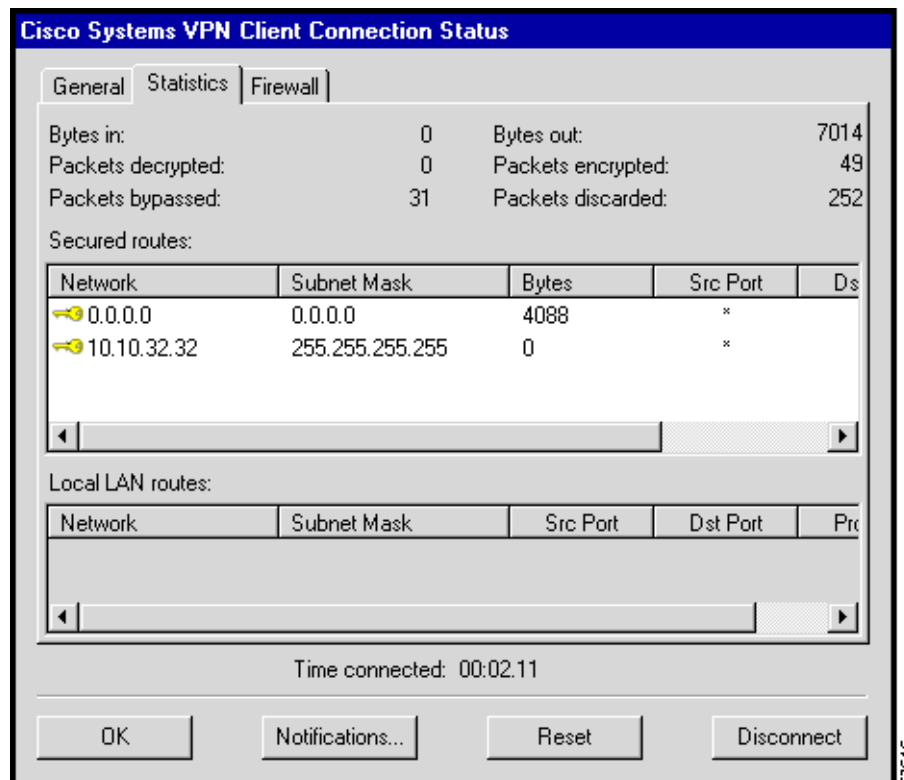 Cisco Systems VPN Client Connection Status
General Statistics Firewall
Bytes in: 0 Bytes out: 7014
Packets decrypted: 0 Packets encrypted: 49
Packets bypassed: 31 Packets discarded: 252
Secured routes:
Network Subnet Mask Bytes Src Port Ds
0.0.0.0 0.0.0.0 4088 *
10.10.32.32 255.255.255.255 0 *
Local LAN routes:
Network Subnet Mask Src Port Dst Port Pro
Time connected: 00:02.11
OK Notifications... Reset Disconnect